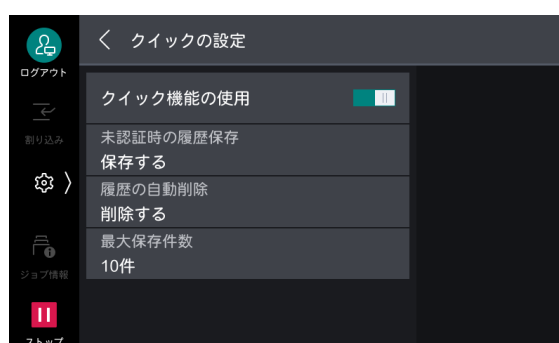 クイックの設定
ログアウト
クイック機能の使用
割り込み
未認証時の履歴保存
保存する
履歴の自動削除
削除する
最大保存件数
10件
ジョブ情報
ストップ